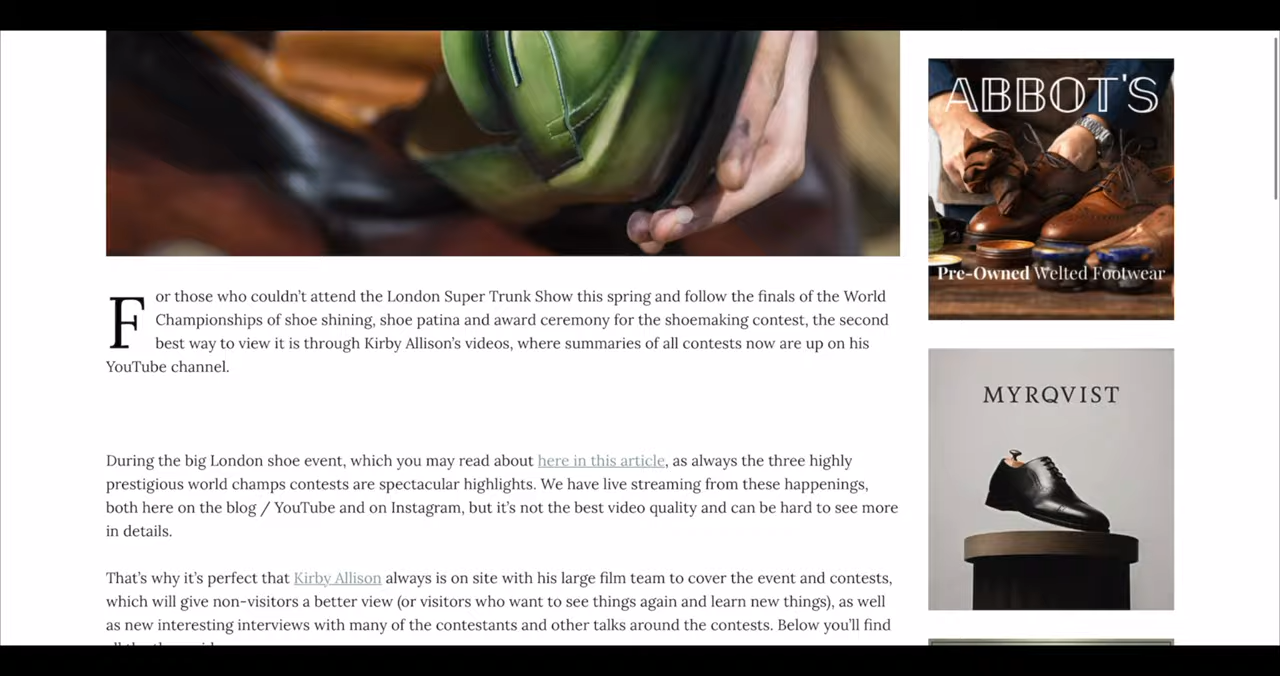 For those who couldn't attend the London Super Trunk Show this spring and follow the finals of the World
Championships of shoe shining, shoe patina and award ceremony for the shoemaking contest, the second
best way to view it is through Kirby Allison's videos, where summaries of all contests now are up on his
YouTube channel.
During the big London shoe event, which you may read about here in this article, as always the three highly
prestigious world champs contests are spectacular highlights. We have live streaming from these happenings,
both here on the blog / YouTube and on Instagram, but it's not the best video quality and can be hard to see more
in details.
That's why it's perfect that Kirby Allison always is on site with his large film team to cover the event and contests,
which will give non-visitors a better view (or visitors who want to see things again and learn new things), as well
as new interesting interviews with many of the contestants and other talks around the contests. Below you'll find
ABBOT'S
Pre-Owned Welted Footwear
MYRQVIST